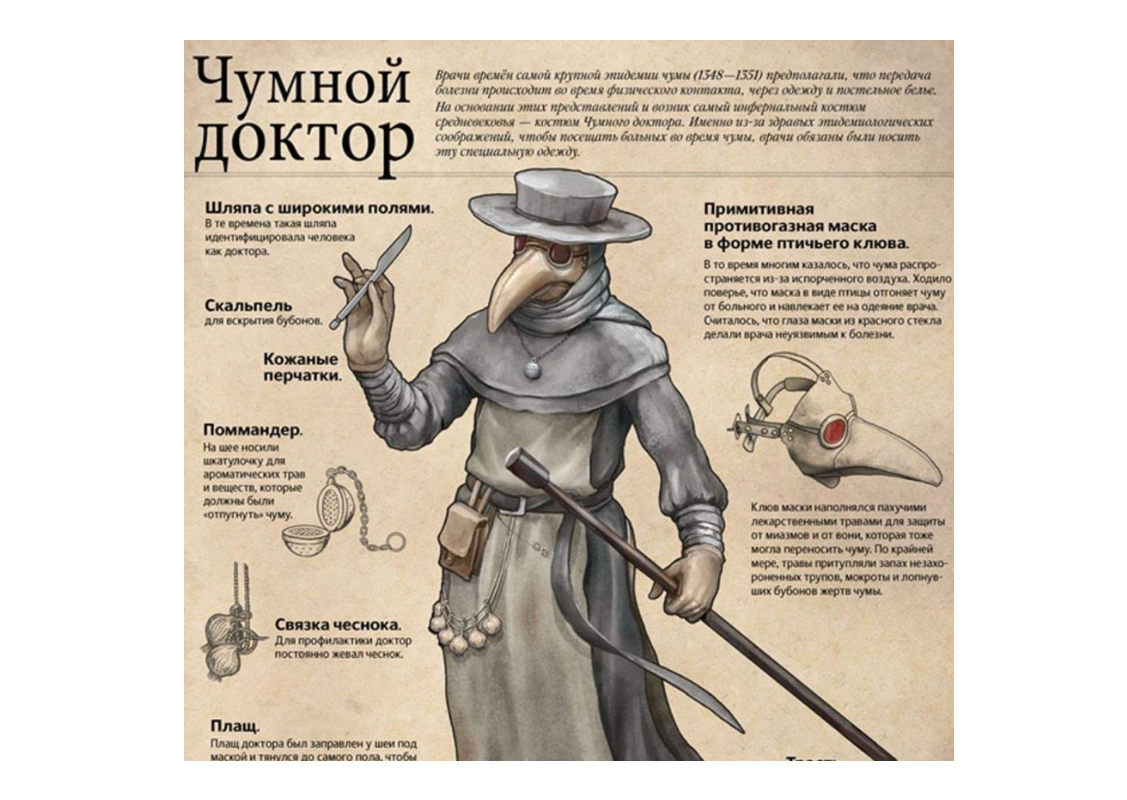 Чумной
доктор
Врачи времён самой крупной эпидемии чумы (1348—1351) предполагали, что передача
болезни происходит во время физического контакта, через одежду и постельное белье.
На основании этих представлений и возник самый инфернальный костюм
средневековья — костюм Чумного доктора. Именно из-за здравых эпидемиологических
соображений, чтобы посещать больных во время чумы, врачи обязаны были носить
эту специальную одежду.
Шляпа с широкими полями.
В те времена такая шляпа
идентифицировала человека
как доктора.
Скальпель
для вскрытия бубонов.
Кожаные
перчатки.
Поммандер.
На шее носили
шкатулочку для
ароматических трав
и веществ, которые
должны были
«отпугнуть» чуму.
Связка чеснока.
Для профилактики доктор
постоянно жевал чеснок.
Плащ.
Плащ доктора был заправлен у шеи под
маской и тянулся до самого пола, чтобы
Примитивная
противогазная маска
в форме птичьего клюва.
В то время многим казалось, что чума распро-
страняется из-за испорченного воздуха. Ходило
поверье, что маска в виде птицы отгоняет чуму
от больного и навлекает ее на одеяние врача.
Считалось, что глаза маски из красного стекла
делали врача неуязвимым к болезни.
Клюв маски наполнялся пахучими
лекарственными травами для защиты
от миазмов и от вони, которая тоже
могла переносить чуму. По крайней
мере, травы притупляли запах незахо-
роненных трупов, мокроты и лопнув-
ших бубонов жертв чумы.